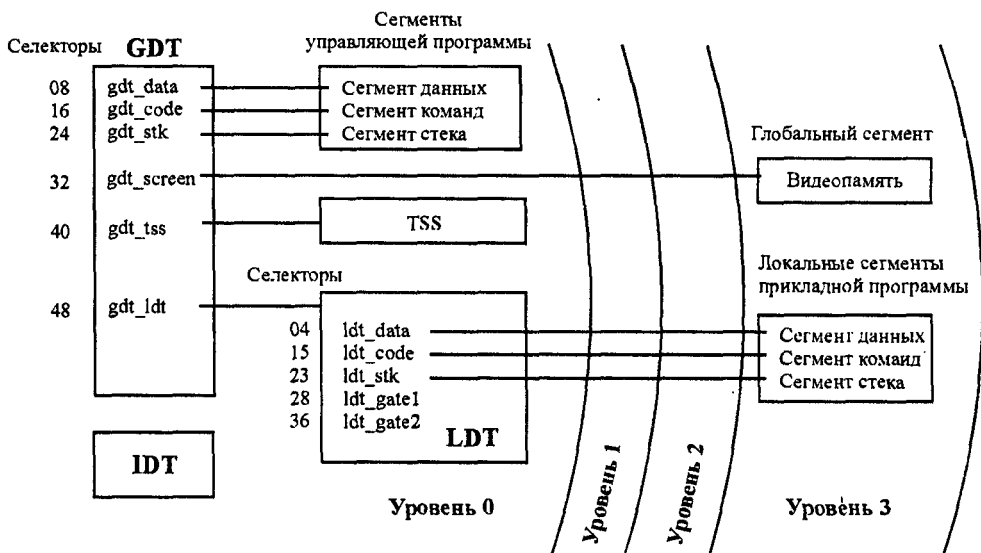 Сегменты
управляющей программы
Селекторы GDT
08 gdt_data Сегмент данных
16 gdt_code Сегмент команд
24 gdt_stk Сегмент стека
Глобальный сегмент
32 gdt_screen Видеопамять
40 gdt_tss TSS
Селекторы
Локальные сегменты
прикладной программы
48 gdt_ldt
04 ldt_data Сегмент данных
15 ldt_code Сегмент команд
23 ldt_stk Сегмент стека
28 ldt_gate1
36 ldt_gate2
LDT
IDT
Уровень 0
Уровень 1
Уровень 2
Уровень 3